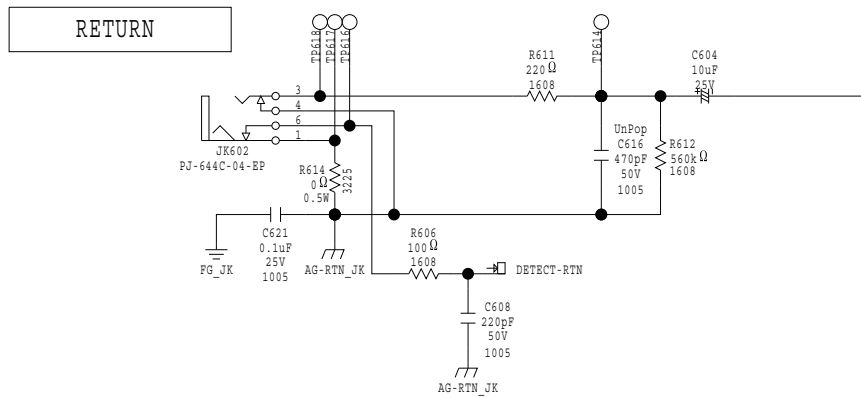 RETURN
TP618
TP617
TP616
TP614
R611
220Ω
1608
C604
10uF
25V
+
3
4
6
1
JK602
PJ-644C-04-EP
UnPop
C616
470pF
50V
1005
R612
560kΩ
1608
R614
0Ω
0.5W
3225
C621
0.1uF
25V
1005
FG_JK
AG-RTN_JK
R606
100Ω
1608
DETECT-RTN
C608
220pF
50V
1005
AG-RTN_JK